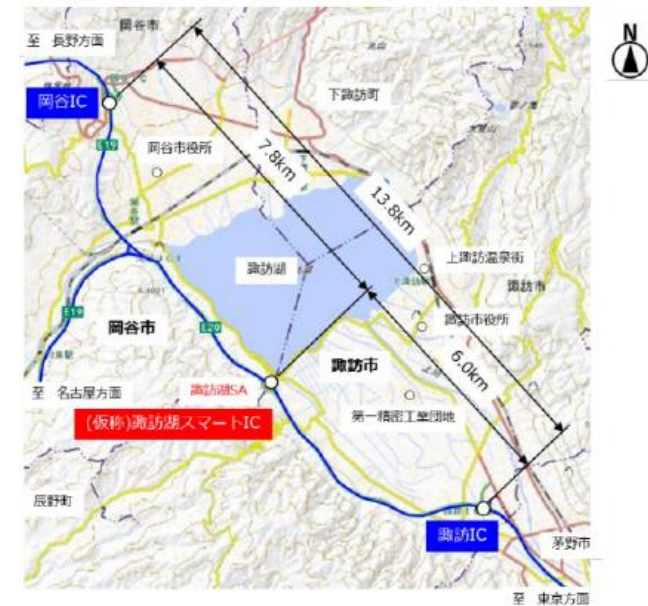 N
岡谷市
至 長野方面
下諏訪町
岡谷IC
E19
岡谷市役所
7.8km
13.8km
諏訪湖
上諏訪温泉街
諏訪市
諏訪市役所
E19
岡谷市
E20
諏訪市
6.0km
至 名古屋方面
諏訪湖SA
(仮称)諏訪湖スマートIC
第一精密工業団地
辰野町
諏訪IC
茅野市
至 東京方面